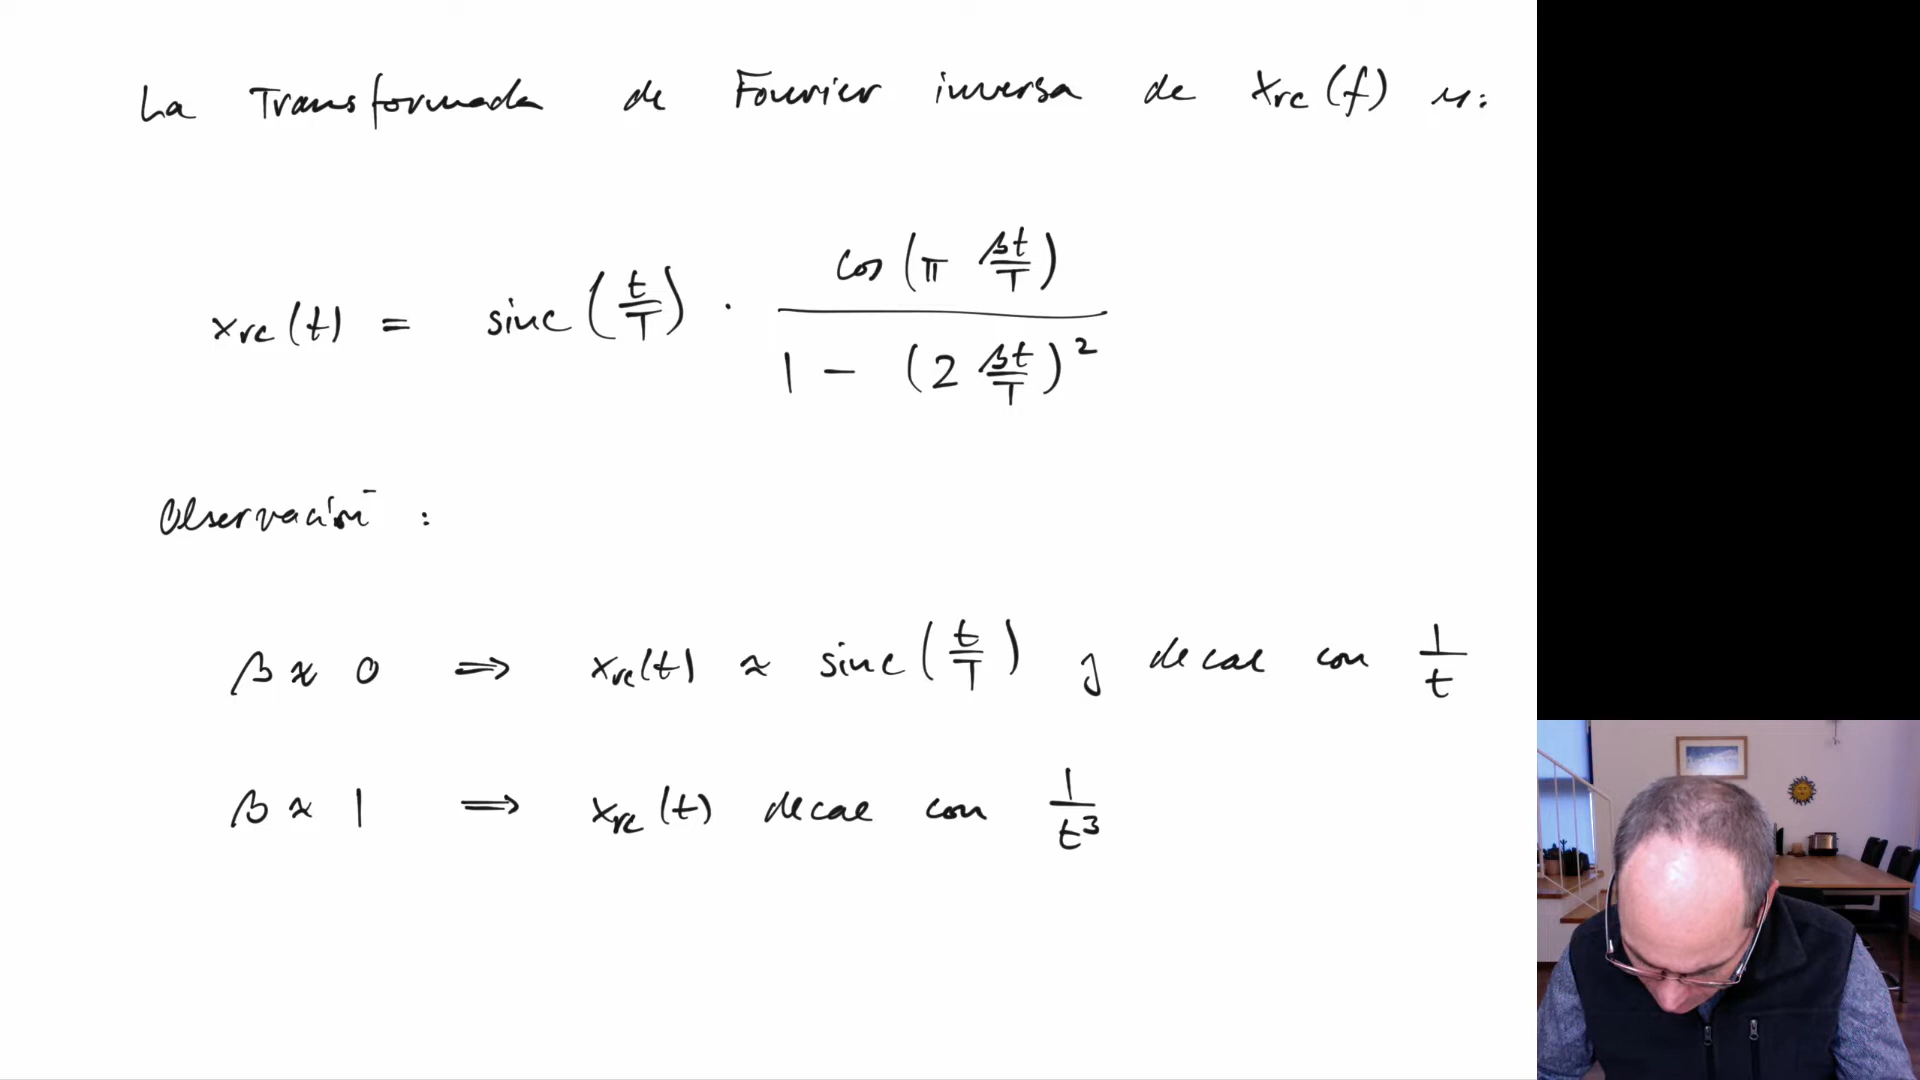 La Transformada de Fourier inversa de Xrc(f) es:
xrc(t) = sinc(t/T) · cos(π βt/T) / (1 - (2 βt/T)²)
Observación :
β ≈ 0 ⟹ xrc(t) ≈ sinc(t/T) y decae con 1/t
β ≈ 1 ⟹ xrc(t) decae con 1/t³